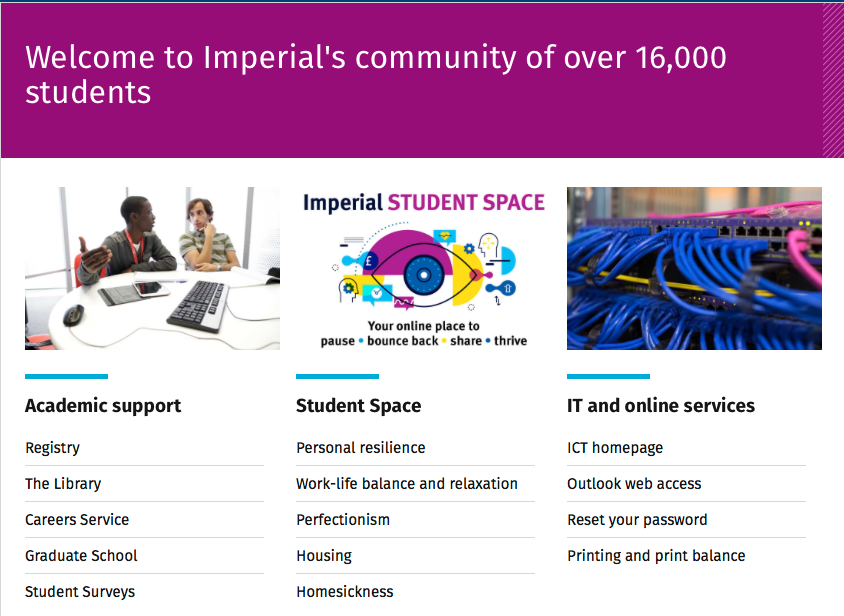 Welcome to Imperial's community of over 16,000
students
Imperial STUDENT SPACE
£
Your online place to
pause • bounce back • share • thrive
Academic support
Registry
The Library
Careers Service
Graduate School
Student Surveys
Student Space
Personal resilience
Work-life balance and relaxation
Perfectionism
Housing
Homesickness
IT and online services
ICT homepage
Outlook web access
Reset your password
Printing and print balance